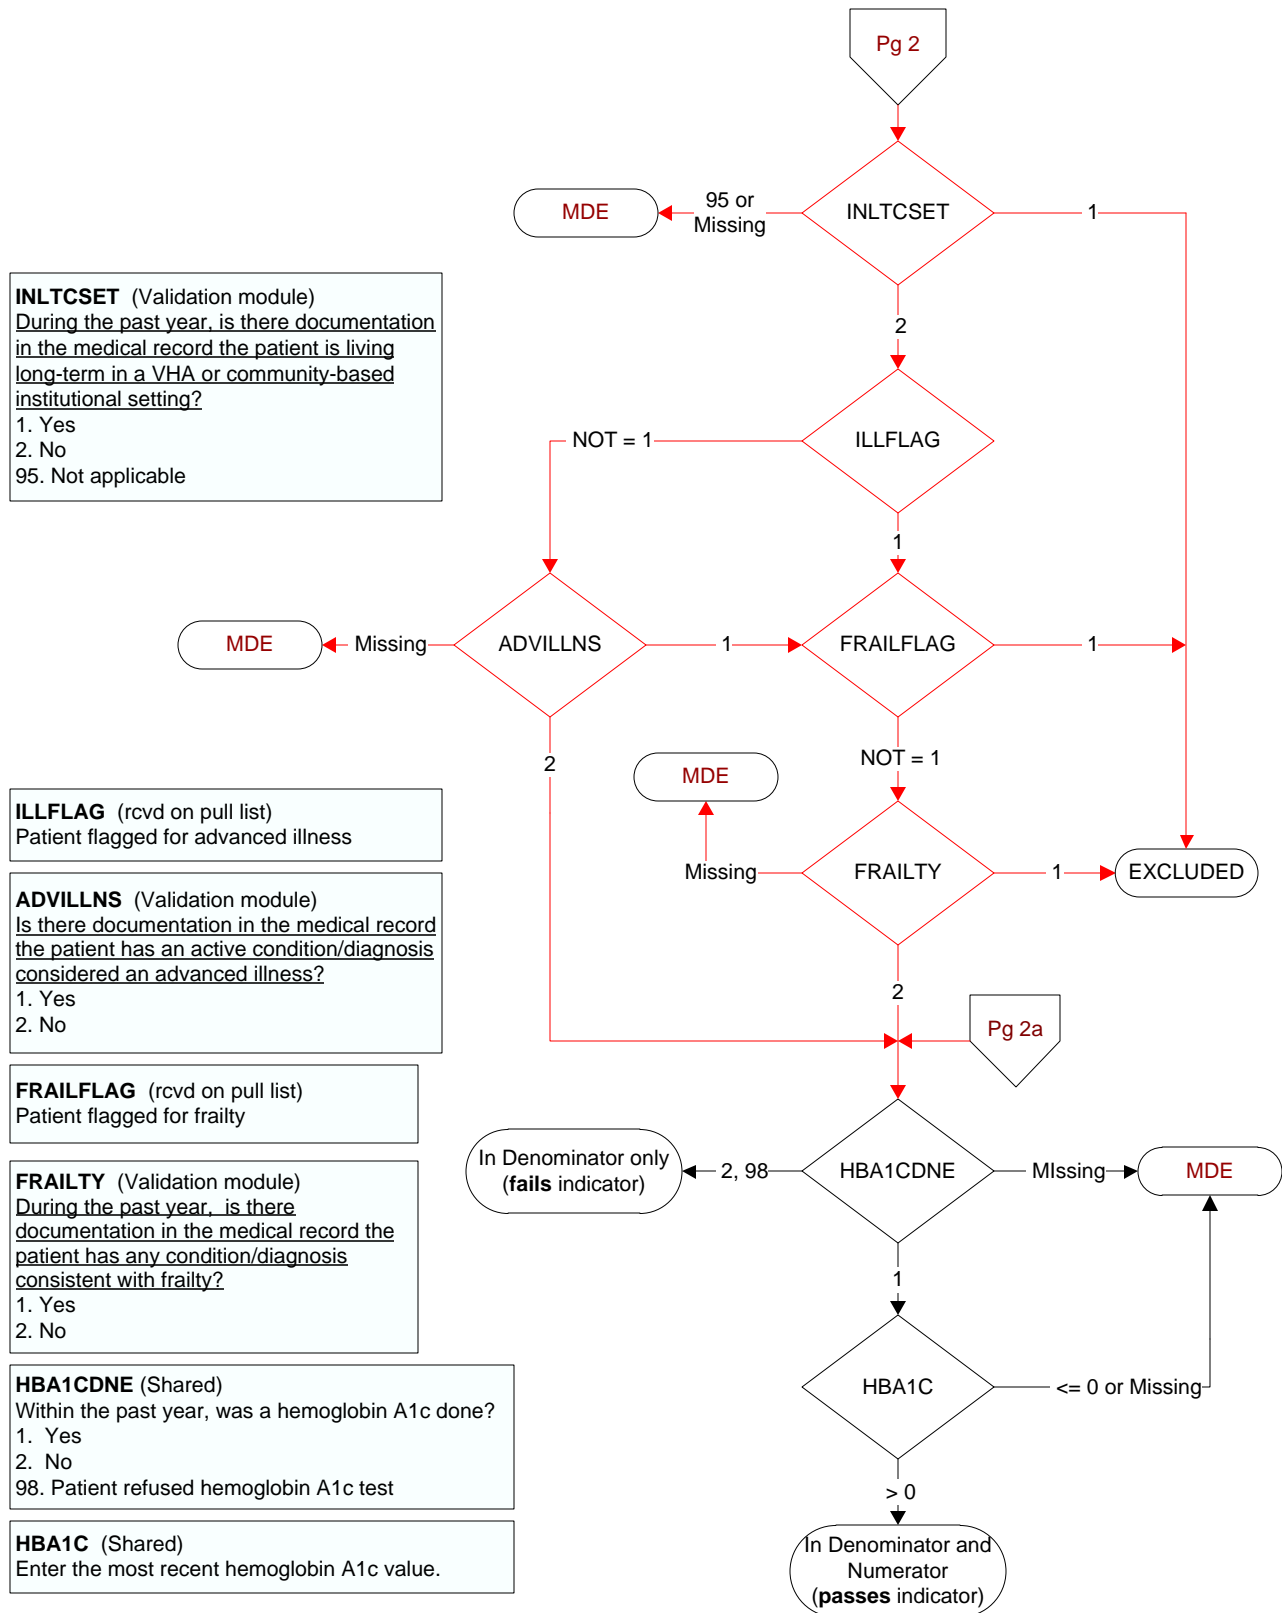 Pg 2
INLTCSET
95 or
Missing
MDE
1
2
INLTCSET  (Validation module)
During the past year, is there documentation
in the medical record the patient is living
long-term in a VHA or community-based
institutional setting?
1. Yes
2. No
95. Not applicable
ILLFLAG
NOT = 1
1
MDE
Missing
ADVILLNS
1
FRAILFLAG
1
2
NOT = 1
MDE
Missing
FRAILTY
1
EXCLUDED
2
ILLFLAG  (rcvd on pull list)
Patient flagged for advanced illness
ADVILLNS  (Validation module)
Is there documentation in the medical record
the patient has an active condition/diagnosis
considered an advanced illness?
1. Yes
2. No
Pg 2a
FRAILFLAG  (rcvd on pull list)
Patient flagged for frailty
FRAILTY  (Validation module)
During the past year,  is there
documentation in the medical record the
patient has any condition/diagnosis
consistent with frailty?
1. Yes
2. No
In Denominator only
(fails indicator)
2, 98
HBA1CDNE
MIssing
MDE
1
HBA1CDNE (Shared)
Within the past year, was a hemoglobin A1c done?
1.  Yes
2.  No
98. Patient refused hemoglobin A1c test
HBA1C
<= 0 or Missing
> 0
HBA1C  (Shared)
Enter the most recent hemoglobin A1c value.
In Denominator and
Numerator
(passes indicator)